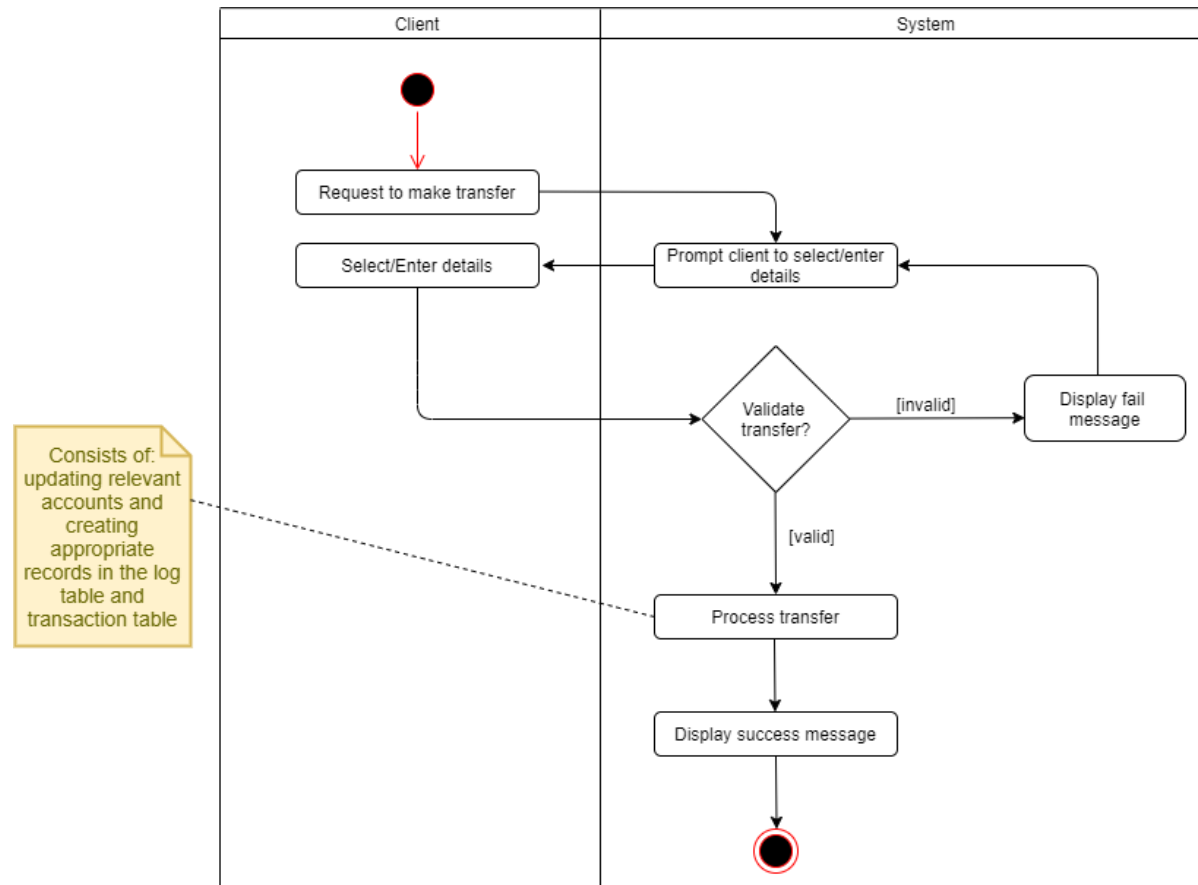 Client
System
Request to make transfer
Select/Enter details
Prompt client to select/enter
details
Validate
transfer?
[invalid]
Display fail
message
Consists of:
updating relevant
accounts and
creating
appropriate
records in the log
table and
transaction table
[valid]
Process transfer
Display success message